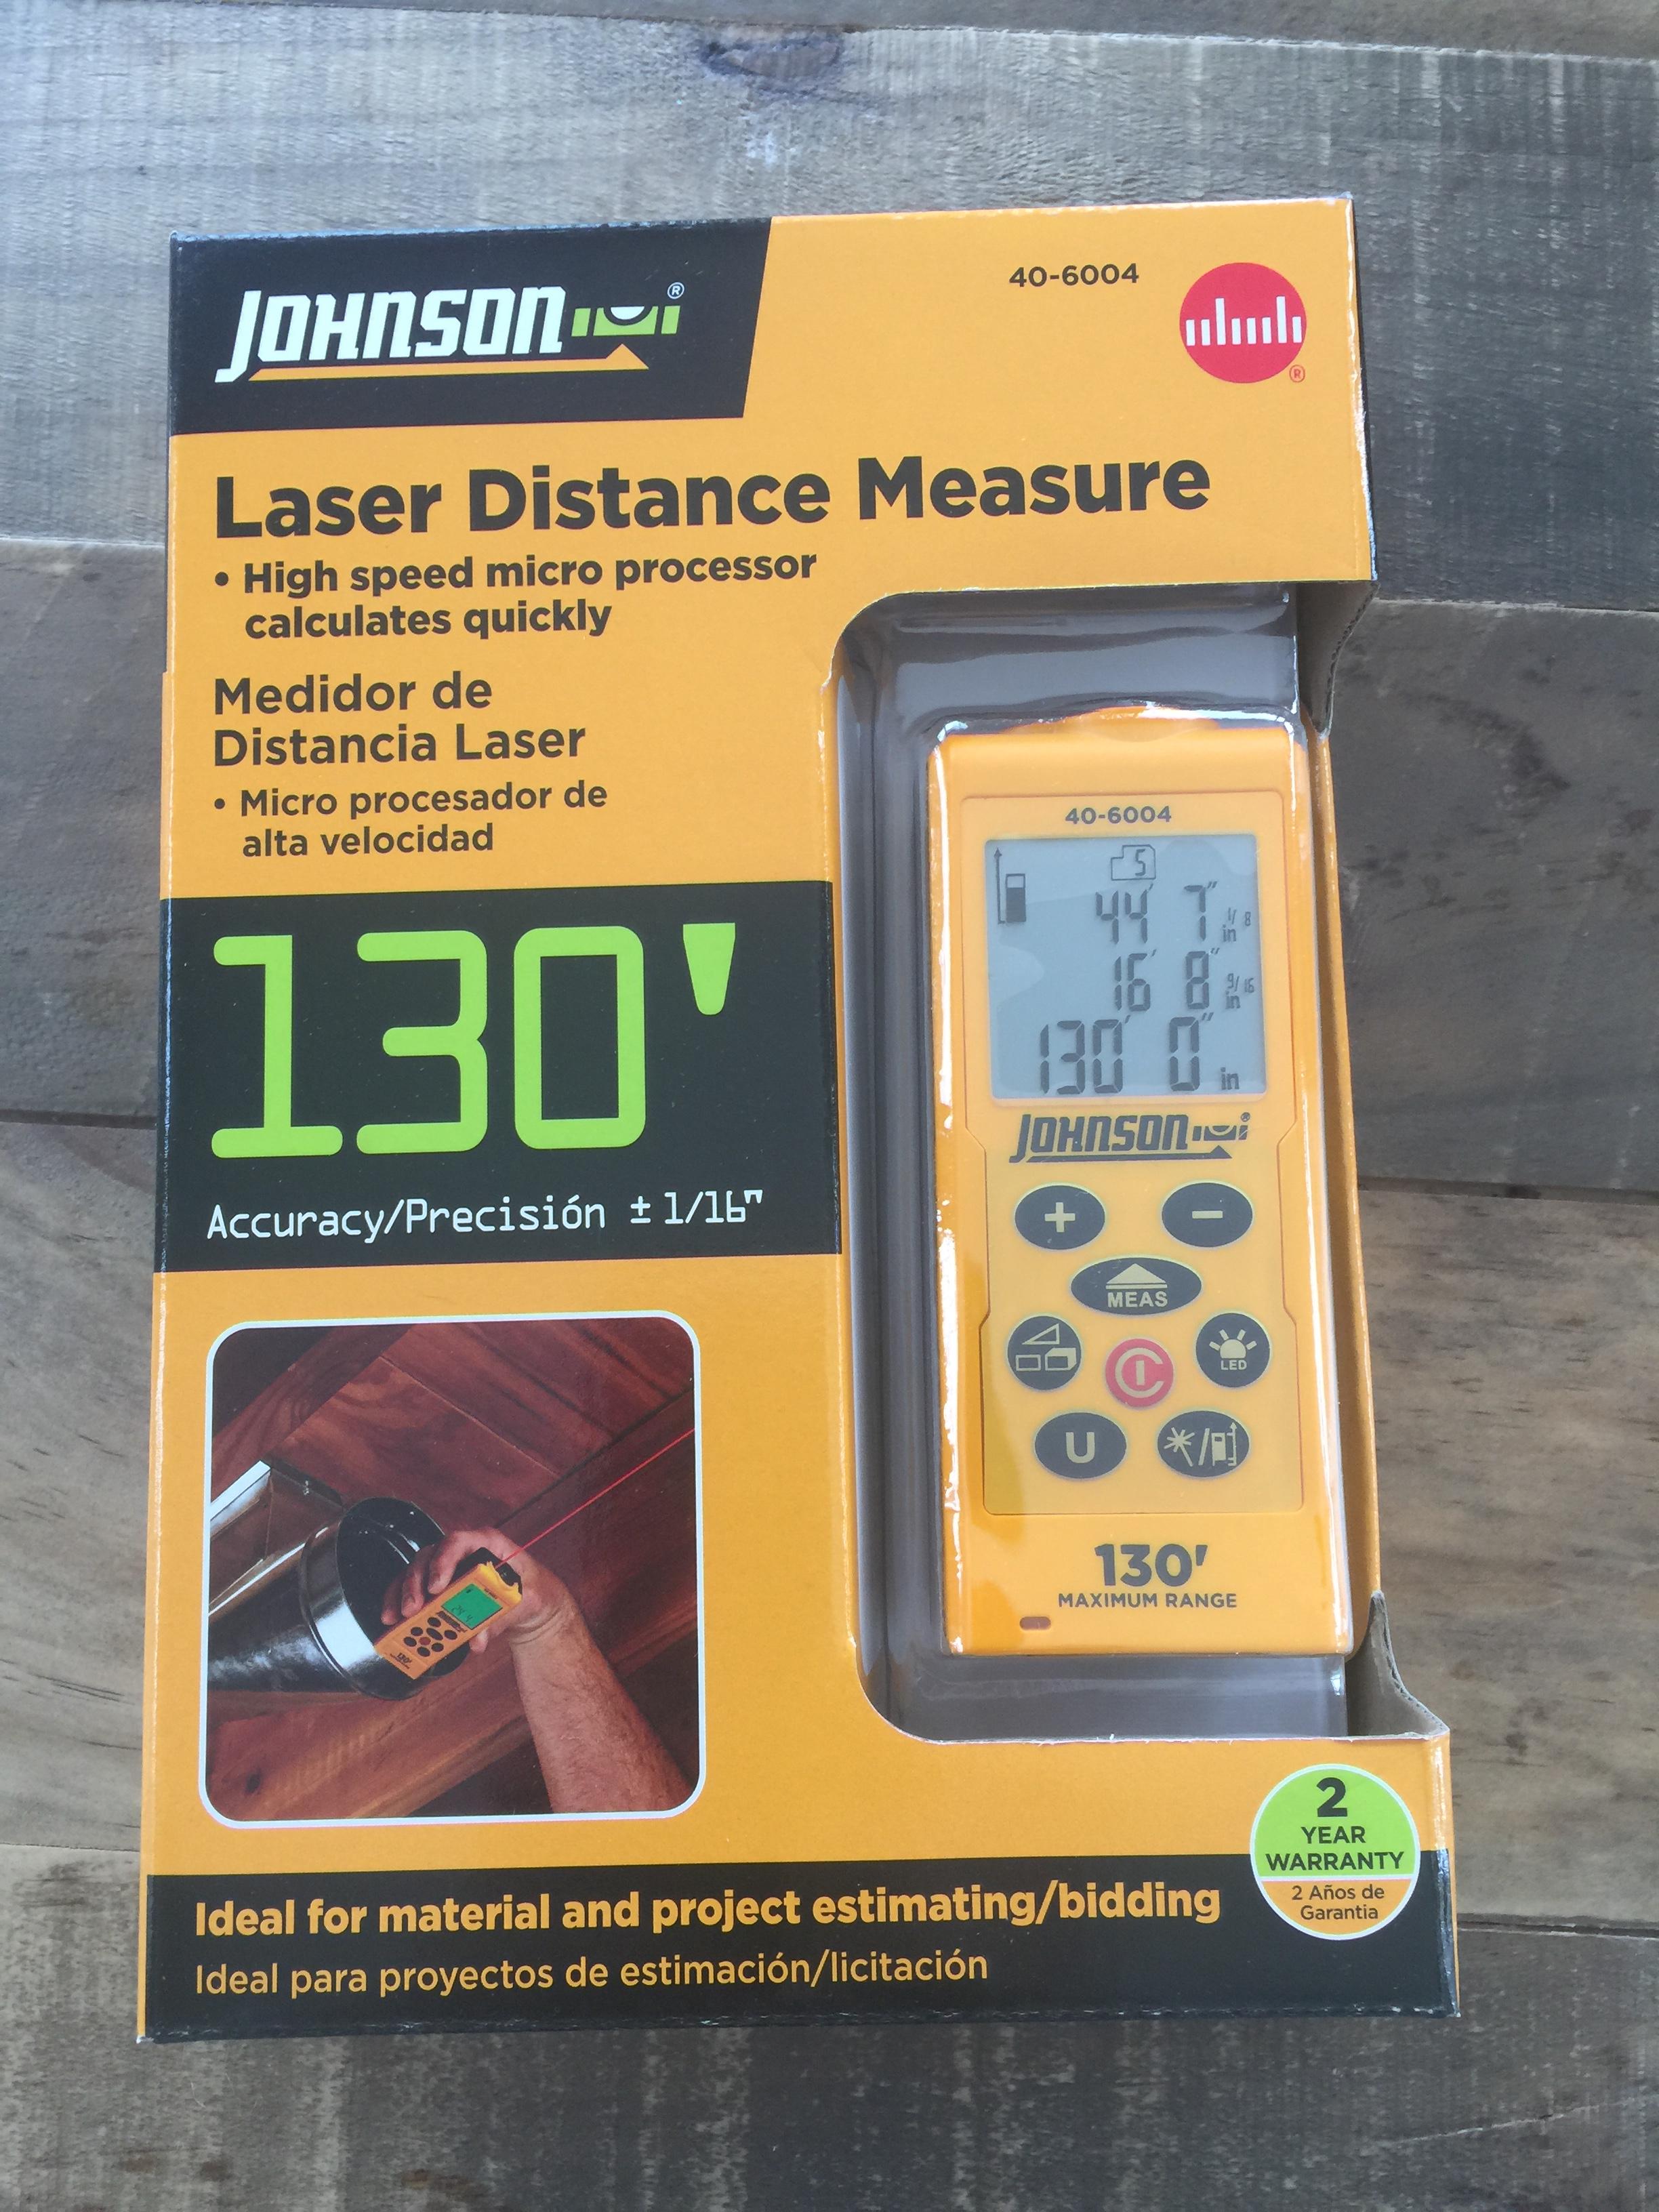 JOHNSON®
40-6004
®
Laser Distance Measure
• High speed micro processor
calculates quickly
Medidor de
Distancia Laser
• Micro procesador de
alta velocidad
130'
Accuracy/Precisión ± 1/16"
40-6004
5
44' 7" 1/8 in
16' 8" 9/16 in
130' 0" in
JOHNSON®
+ −
MEAS
LED
U
/
130'
MAXIMUM RANGE
2
YEAR
WARRANTY
2 Años de
Garantia
Ideal for material and project estimating/bidding
Ideal para proyectos de estimación/licitación